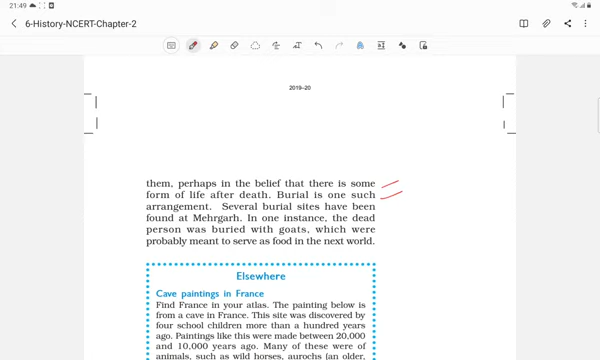 21:49
6-History-NCERT-Chapter-2
2019-20
them, perhaps in the belief that there is some
form of life after death. Burial is one such
arrangement. Several burial sites have been
found at Mehrgarh. In one instance, the dead
person was buried with goats, which were
probably meant to serve as food in the next world.
Elsewhere
Cave paintings in France
Find France in your atlas. The painting below is
from a cave in France. This site was discovered by
four school children more than a hundred years
ago. Paintings like this were made between 20,000
and 10,000 years ago. Many of these were of
animals, such as wild horses, aurochs (an older,